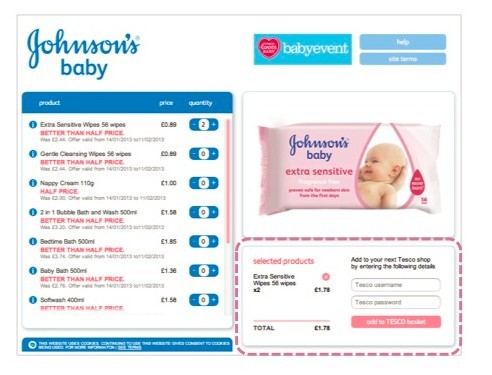 Johnson's®
baby
LOVES BABY
babyevent
help
site terms
product price quantity
Extra Sensitive Wipes 56 wipes £0.89 - 2 +
BETTER THAN HALF PRICE.
Was £2.44. Offer valid from 14/01/2013 to 11/02/2013
Gentle Cleansing Wipes 56 wipes £0.89 - 0 +
BETTER THAN HALF PRICE.
Was £2.44. Offer valid from 14/01/2013 to 11/02/2013
Nappy Cream 110g £1.00 - 0 +
HALF PRICE.
Was £2.00. Offer valid from 14/01/2013 to 11/02/2013
2 in 1 Bubble Bath and Wash 500ml £1.58 - 0 +
BETTER THAN HALF PRICE.
Was £3.20. Offer valid from 14/01/2013 to 11/02/2013
Bedtime Bath 500ml £1.85 - 0 +
BETTER THAN HALF PRICE.
Was £3.74. Offer valid from 14/01/2013 to 11/02/2013
Baby Bath 500ml £1.36 - 0 +
BETTER THAN HALF PRICE.
Was £2.76. Offer valid from 14/01/2013 to 11/02/2013
Softwash 400ml £1.58 - 0 +
BETTER THAN HALF PRICE.
THIS WEBSITE USES COOKIES. CONTINUING TO USE THIS WEBSITE GIVES CONSENT TO COOKIES
BEING USED. FOR MORE INFORMATION SEE TERMS.
Johnson's®
baby
extra sensitive
fragrance free
proven safe for newborn skin
from the first days
56
selected products
Extra Sensitive
Wipes 56 wipes
x2 £1.78
TOTAL £1.78
Add to your next Tesco shop
by entering the following details
Tesco username
Tesco password
add to TESCO basket